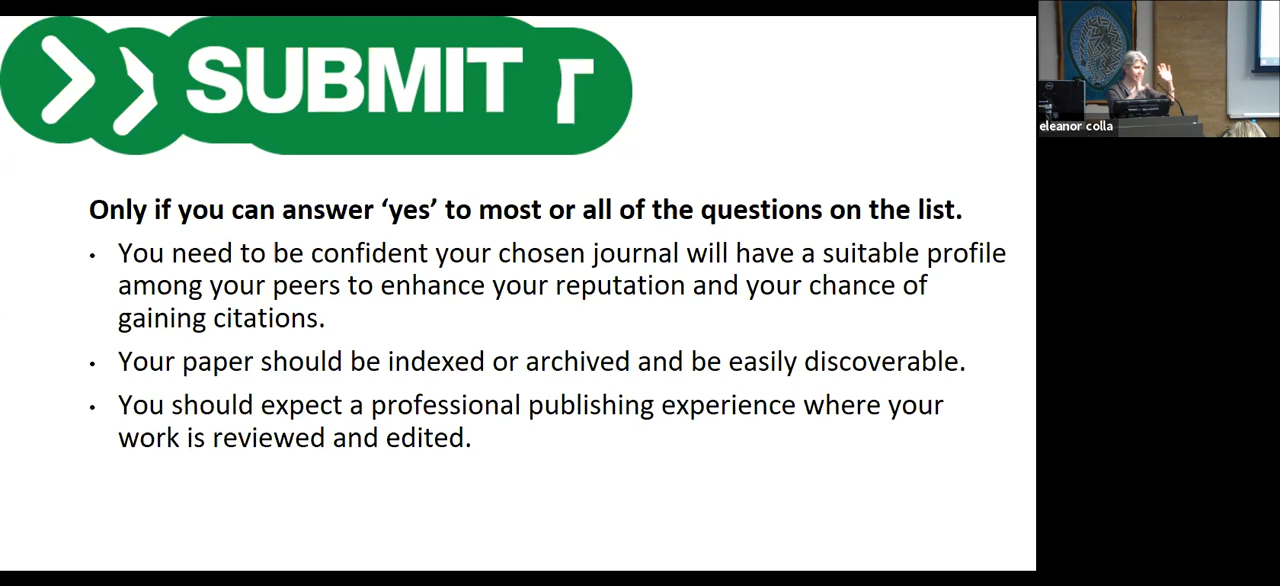 SUBMIT
Only if you can answer ‘yes’ to most or all of the questions on the list.
• You need to be confident your chosen journal will have a suitable profile
among your peers to enhance your reputation and your chance of
gaining citations.
• Your paper should be indexed or archived and be easily discoverable.
• You should expect a professional publishing experience where your
work is reviewed and edited.
eleanor colla